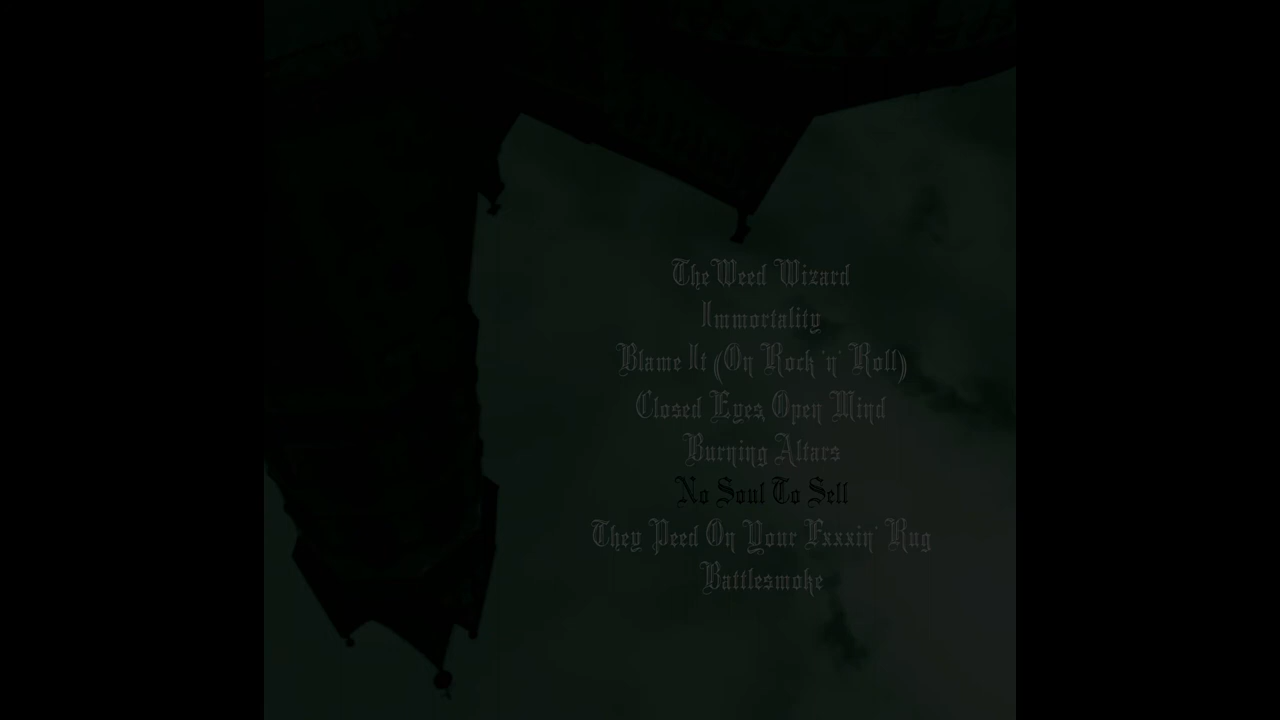 The Weed Wizard
Immortality
Blame It (On Rock 'n' Roll)
Closed Eyes, Open Mind
Burning Altars
No Soul To Sell
They Peed On Your Fxxxin' Rug
Battlesmoke